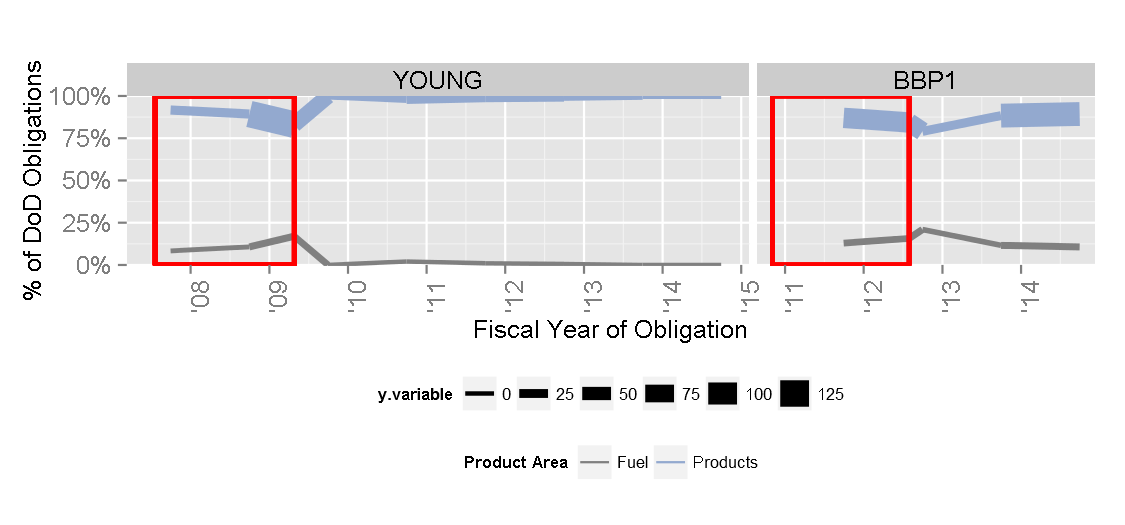 YOUNG BBP1
% of DoD Obligations
100%
75%
50%
25%
0%
'08 '09 '10 '11 '12 '13 '14 '15 '11 '12 '13 '14
Fiscal Year of Obligation
y.variable 0 25 50 75 100 125
Product Area Fuel Products